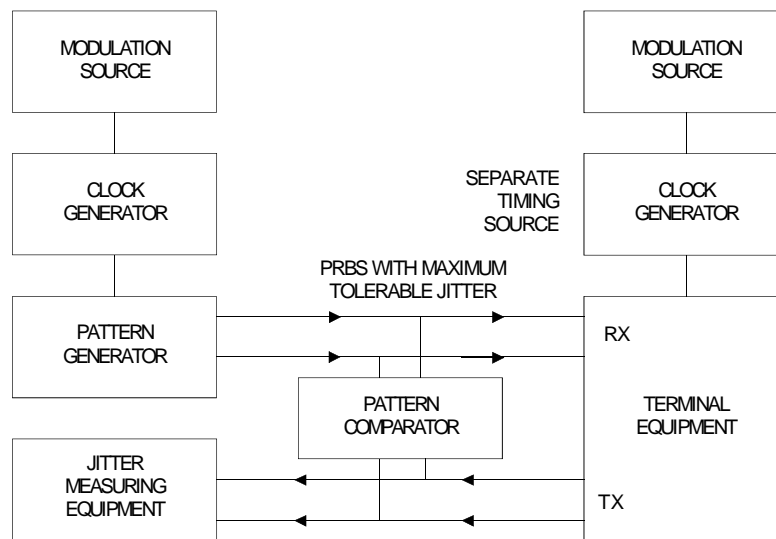 MODULATION
SOURCE
MODULATION
SOURCE
CLOCK
GENERATOR
SEPARATE
TIMING
SOURCE
CLOCK
GENERATOR
PRBS WITH MAXIMUM
TOLERABLE JITTER
PATTERN
GENERATOR
RX
PATTERN
COMPARATOR
TERMINAL
EQUIPMENT
JITTER
MEASURING
EQUIPMENT
TX